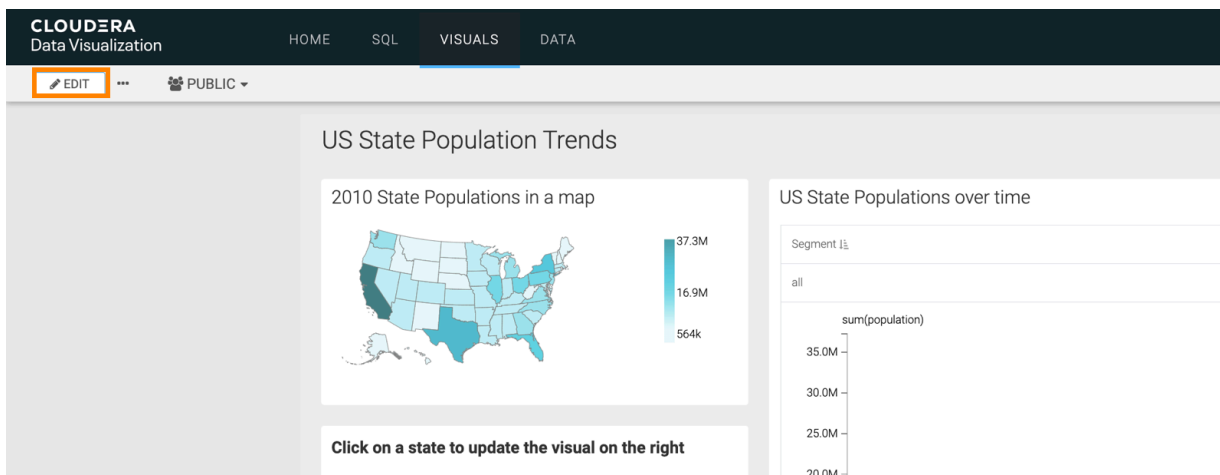 CLOUDERA
Data Visualization
HOME SQL VISUALS DATA
EDIT ••• PUBLIC
US State Population Trends
2010 State Populations in a map
37.3M
16.9M
564k
Click on a state to update the visual on the right
US State Populations over time
Segment
all
sum(population)
35.0M
30.0M
25.0M
20.0M